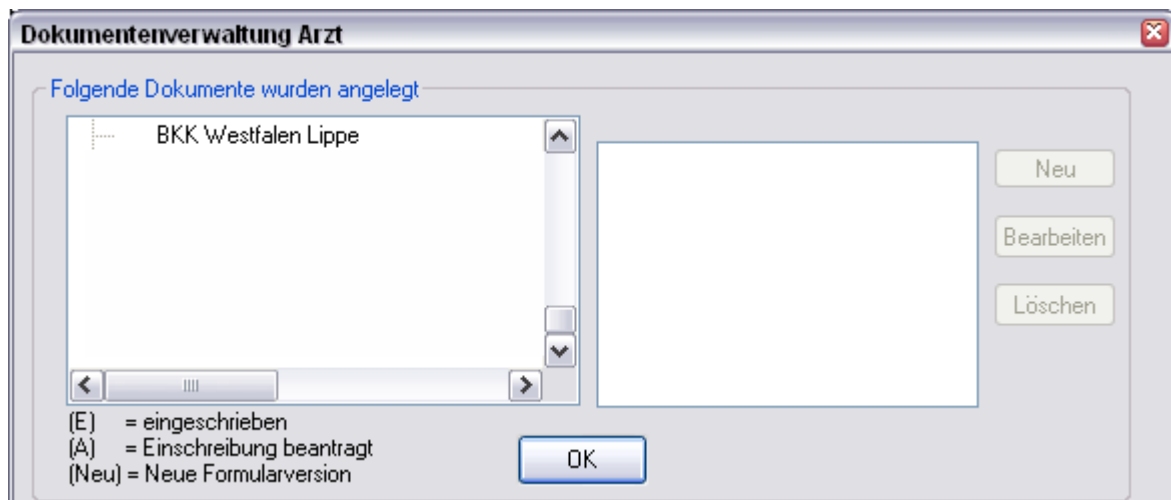 Dokumentenverwaltung Arzt
Folgende Dokumente wurden angelegt
BKK Westfalen Lippe
Neu
Bearbeiten
Löschen
(E) = eingeschrieben
(A) = Einschreibung beantragt
(Neu) = Neue Formularversion
OK